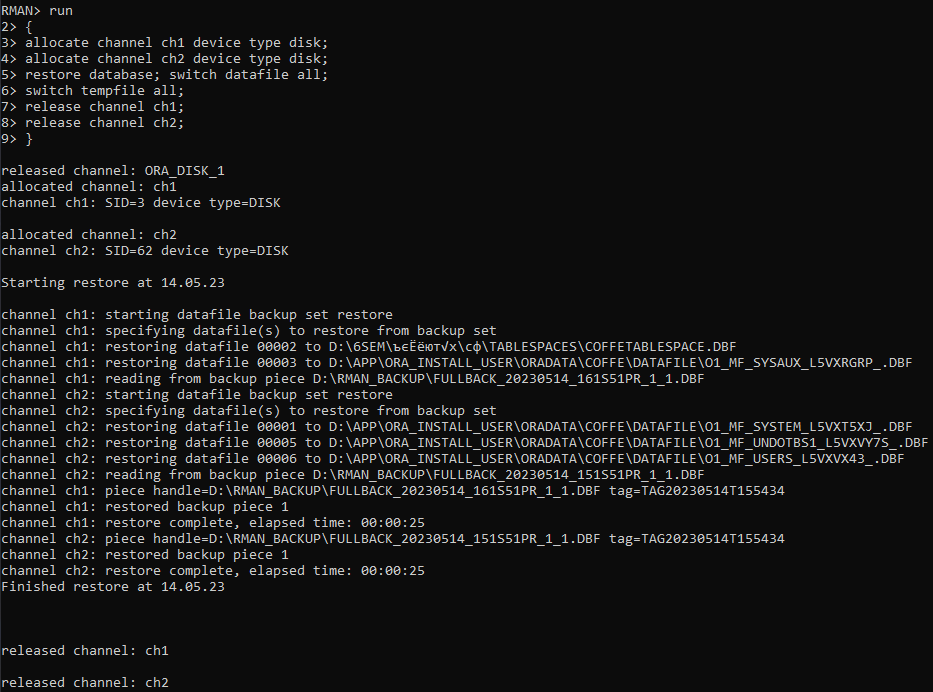 RMAN> run
2> {
3> allocate channel ch1 device type disk;
4> allocate channel ch2 device type disk;
5> restore database; switch datafile all;
6> switch tempfile all;
7> release channel ch1;
8> release channel ch2;
9> }
released channel: ORA_DISK_1
allocated channel: ch1
channel ch1: SID=3 device type=DISK
allocated channel: ch2
channel ch2: SID=62 device type=DISK
Starting restore at 14.05.23
channel ch1: starting datafile backup set restore
channel ch1: specifying datafile(s) to restore from backup set
channel ch1: restoring datafile 00002 to D:\6SEM\ъєЁёют√х\сф\TABLESPACES\COFFETABLESPACE.DBF
channel ch1: restoring datafile 00003 to D:\APP\ORA_INSTALL_USER\ORADATA\COFFE\DATAFILE\O1_MF_SYSAUX_L5VXRGRP_.DBF
channel ch1: reading from backup piece D:\RMAN_BACKUP\FULLBACK_20230514_161S51PR_1_1.DBF
channel ch2: starting datafile backup set restore
channel ch2: specifying datafile(s) to restore from backup set
channel ch2: restoring datafile 00001 to D:\APP\ORA_INSTALL_USER\ORADATA\COFFE\DATAFILE\O1_MF_SYSTEM_L5VXT5XJ_.DBF
channel ch2: restoring datafile 00005 to D:\APP\ORA_INSTALL_USER\ORADATA\COFFE\DATAFILE\O1_MF_UNDOTBS1_L5VXVY7S_.DBF
channel ch2: restoring datafile 00006 to D:\APP\ORA_INSTALL_USER\ORADATA\COFFE\DATAFILE\O1_MF_USERS_L5VXVX43_.DBF
channel ch2: reading from backup piece D:\RMAN_BACKUP\FULLBACK_20230514_151S51PR_1_1.DBF
channel ch1: piece handle=D:\RMAN_BACKUP\FULLBACK_20230514_161S51PR_1_1.DBF tag=TAG20230514T155434
channel ch1: restored backup piece 1
channel ch1: restore complete, elapsed time: 00:00:25
channel ch2: piece handle=D:\RMAN_BACKUP\FULLBACK_20230514_151S51PR_1_1.DBF tag=TAG20230514T155434
channel ch2: restored backup piece 1
channel ch2: restore complete, elapsed time: 00:00:25
Finished restore at 14.05.23
released channel: ch1
released channel: ch2